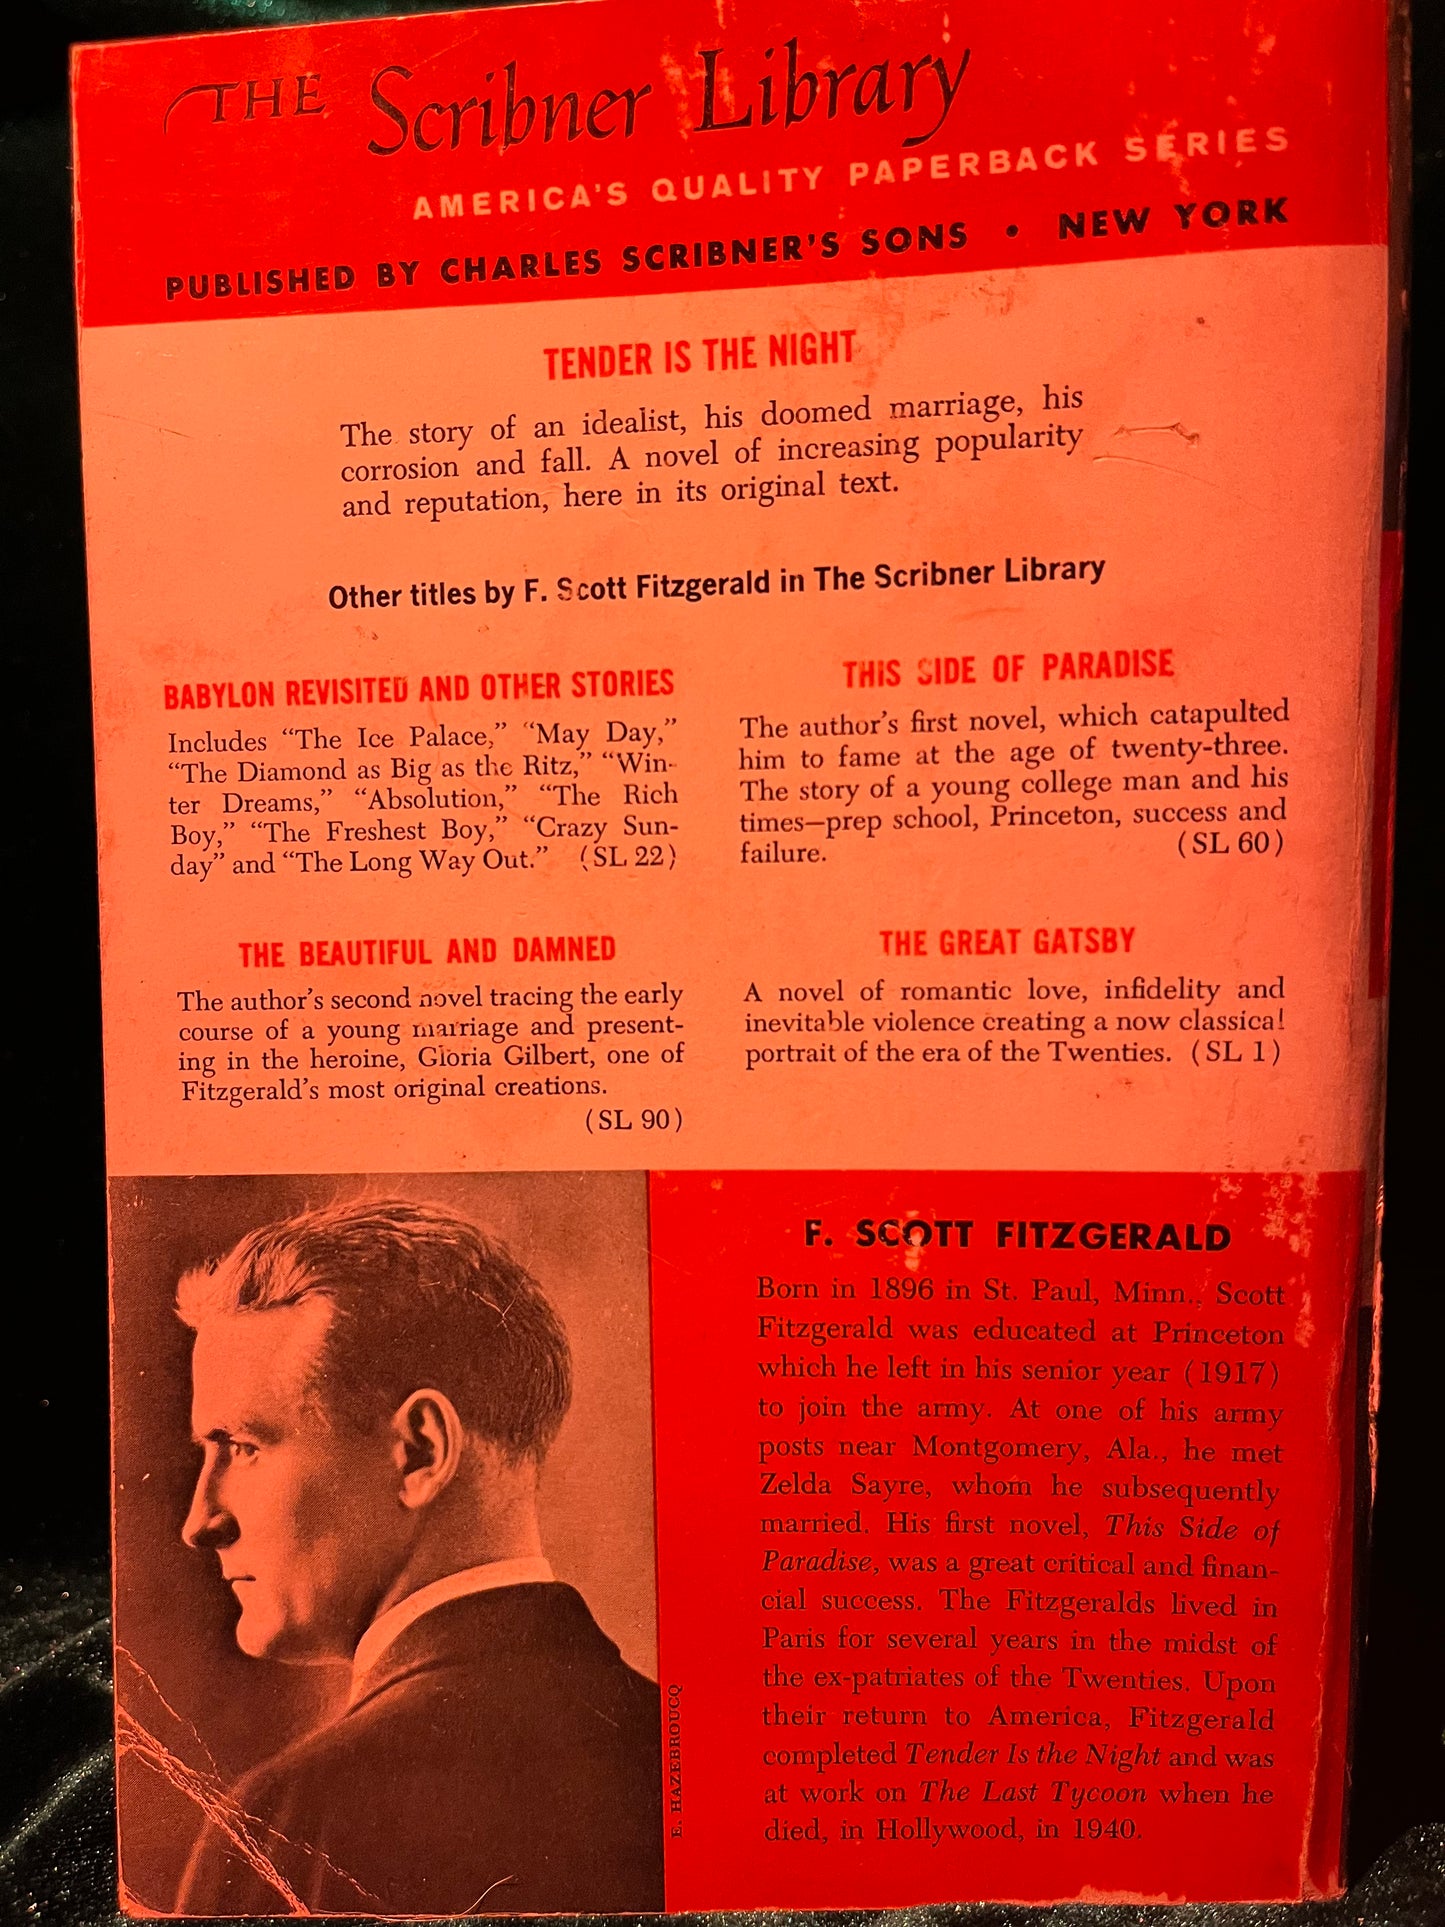 THE Scribner Library
AMERICA'S QUALITY PAPERBACK SERIES
PUBLISHED BY CHARLES SCRIBNER'S SONS • NEW YORK
TENDER IS THE NIGHT
The story of an idealist, his doomed marriage, his
corrosion and fall. A novel of increasing popularity
and reputation, here in its original text.
Other titles by F. Scott Fitzgerald in The Scribner Library
BABYLON REVISITED AND OTHER STORIES
Includes “The Ice Palace,” “May Day,”
“The Diamond as Big as the Ritz,” “Win-
ter Dreams,” “Absolution,” “The Rich
Boy,” “The Freshest Boy,” “Crazy Sun-
day” and “The Long Way Out.” (SL 22)
THIS SIDE OF PARADISE
The author's first novel, which catapulted
him to fame at the age of twenty-three.
The story of a young college man and his
times—prep school, Princeton, success and
failure. (SL 60)
THE BEAUTIFUL AND DAMNED
The author's second novel tracing the early
course of a young marriage and present-
ing in the heroine, Gloria Gilbert, one of
Fitzgerald's most original creations.
(SL 90)
THE GREAT GATSBY
A novel of romantic love, infidelity and
inevitable violence creating a now classical
portrait of the era of the Twenties. (SL 1)
E. HAZEBROUCQ
F. SCOTT FITZGERALD
Born in 1896 in St. Paul, Minn., Scott
Fitzgerald was educated at Princeton
which he left in his senior year (1917)
to join the army. At one of his army
posts near Montgomery, Ala., he met
Zelda Sayre, whom he subsequently
married. His first novel, This Side of
Paradise, was a great critical and finan-
cial success. The Fitzgeralds lived in
Paris for several years in the midst of
the ex-patriates of the Twenties. Upon
their return to America, Fitzgerald
completed Tender Is the Night and was
at work on The Last Tycoon when he
died, in Hollywood, in 1940.